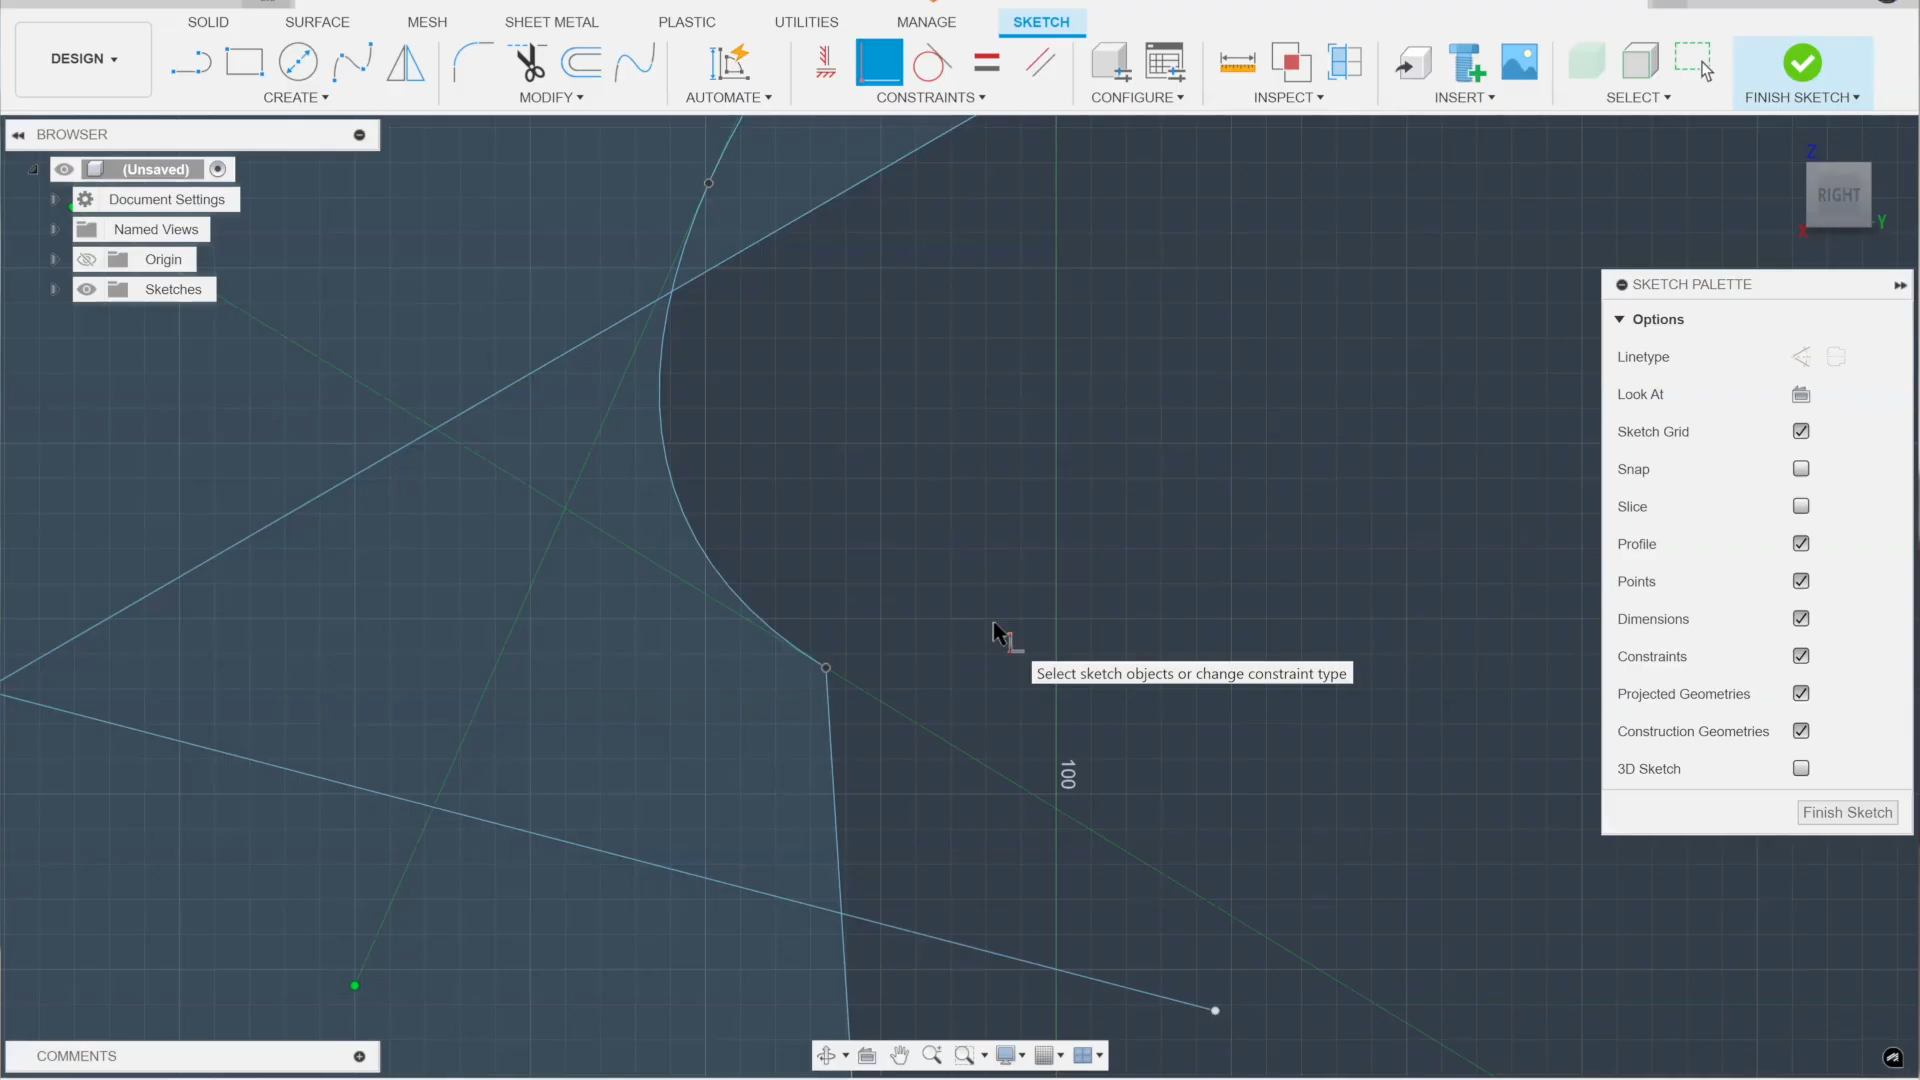 SOLID SURFACE MESH SHEET METAL PLASTIC UTILITIES MANAGE SKETCH
DESIGN
CREATE MODIFY AUTOMATE CONSTRAINTS CONFIGURE INSPECT INSERT SELECT FINISH SKETCH
BROWSER
(Unsaved)
Document Settings
Named Views
Origin
Sketches
Z
RIGHT
Y
X
SKETCH PALETTE
Options
Linetype
Look At
Sketch Grid
Snap
Slice
Profile
Points
Dimensions
Constraints
Projected Geometries
Construction Geometries
3D Sketch
Finish Sketch
Select sketch objects or change constraint type
100
COMMENTS